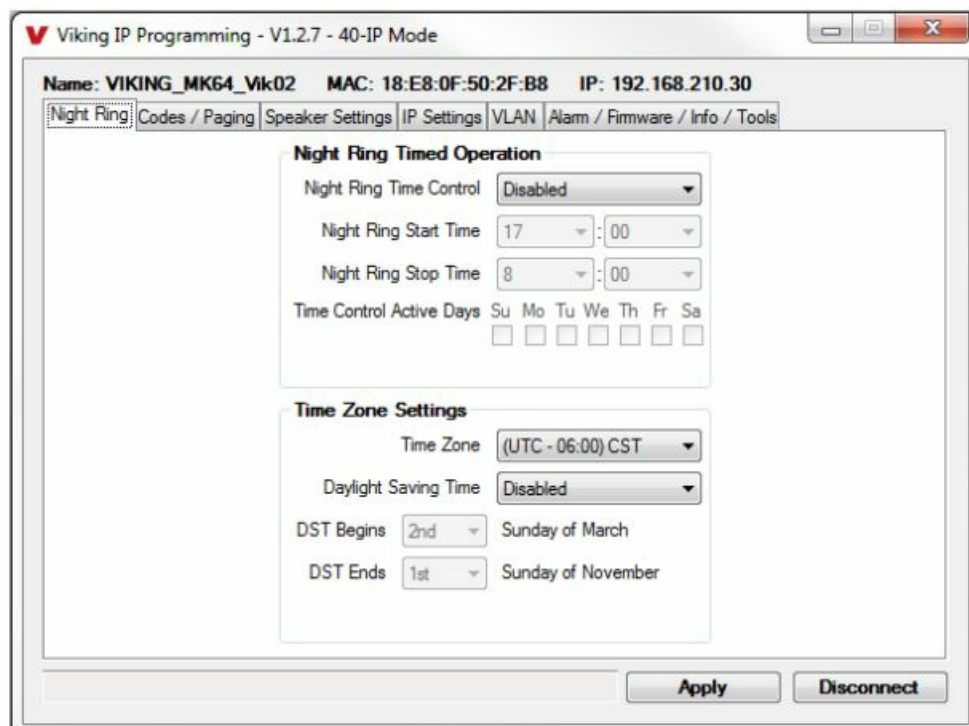 Viking IP Programming - V1.2.7 - 40-IP Mode
Name: VIKING_MK64_Vik02 MAC: 18:E8:0F:50:2F:B8 IP: 192.168.210.30
Night Ring Codes / Paging Speaker Settings IP Settings VLAN Alarm / Firmware / Info / Tools
Night Ring Timed Operation
Night Ring Time Control Disabled
Night Ring Start Time 17 : 00
Night Ring Stop Time 8 : 00
Time Control Active Days Su Mo Tu We Th Fr Sa
Time Zone Settings
Time Zone (UTC - 06:00) CST
Daylight Saving Time Disabled
DST Begins 2nd Sunday of March
DST Ends 1st Sunday of November
Apply Disconnect